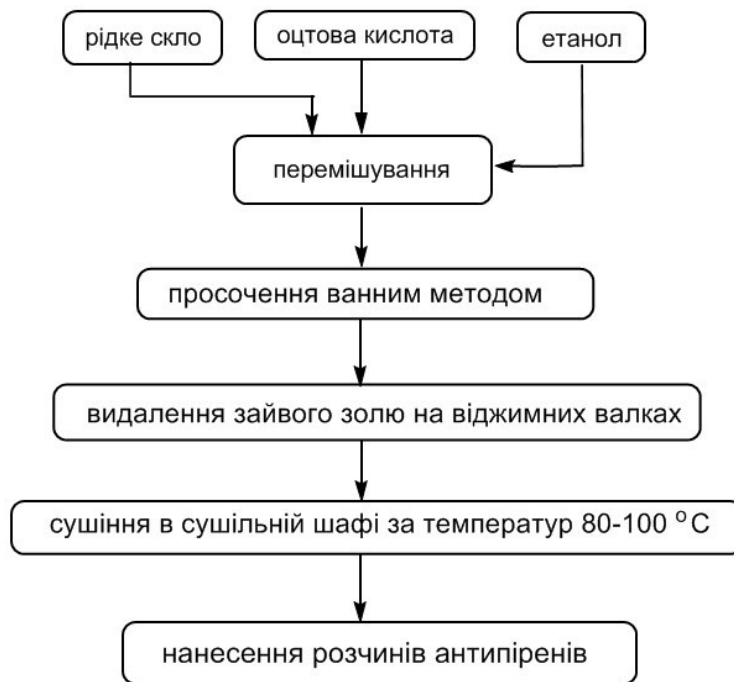 рідке скло
оцтова кислота
етанол
перемішування
просочення ванним методом
видалення зайвого золю на віджимних валках
сушіння в сушільній шафі за температур 80-100 °C
нанесення розчинів антипіренів